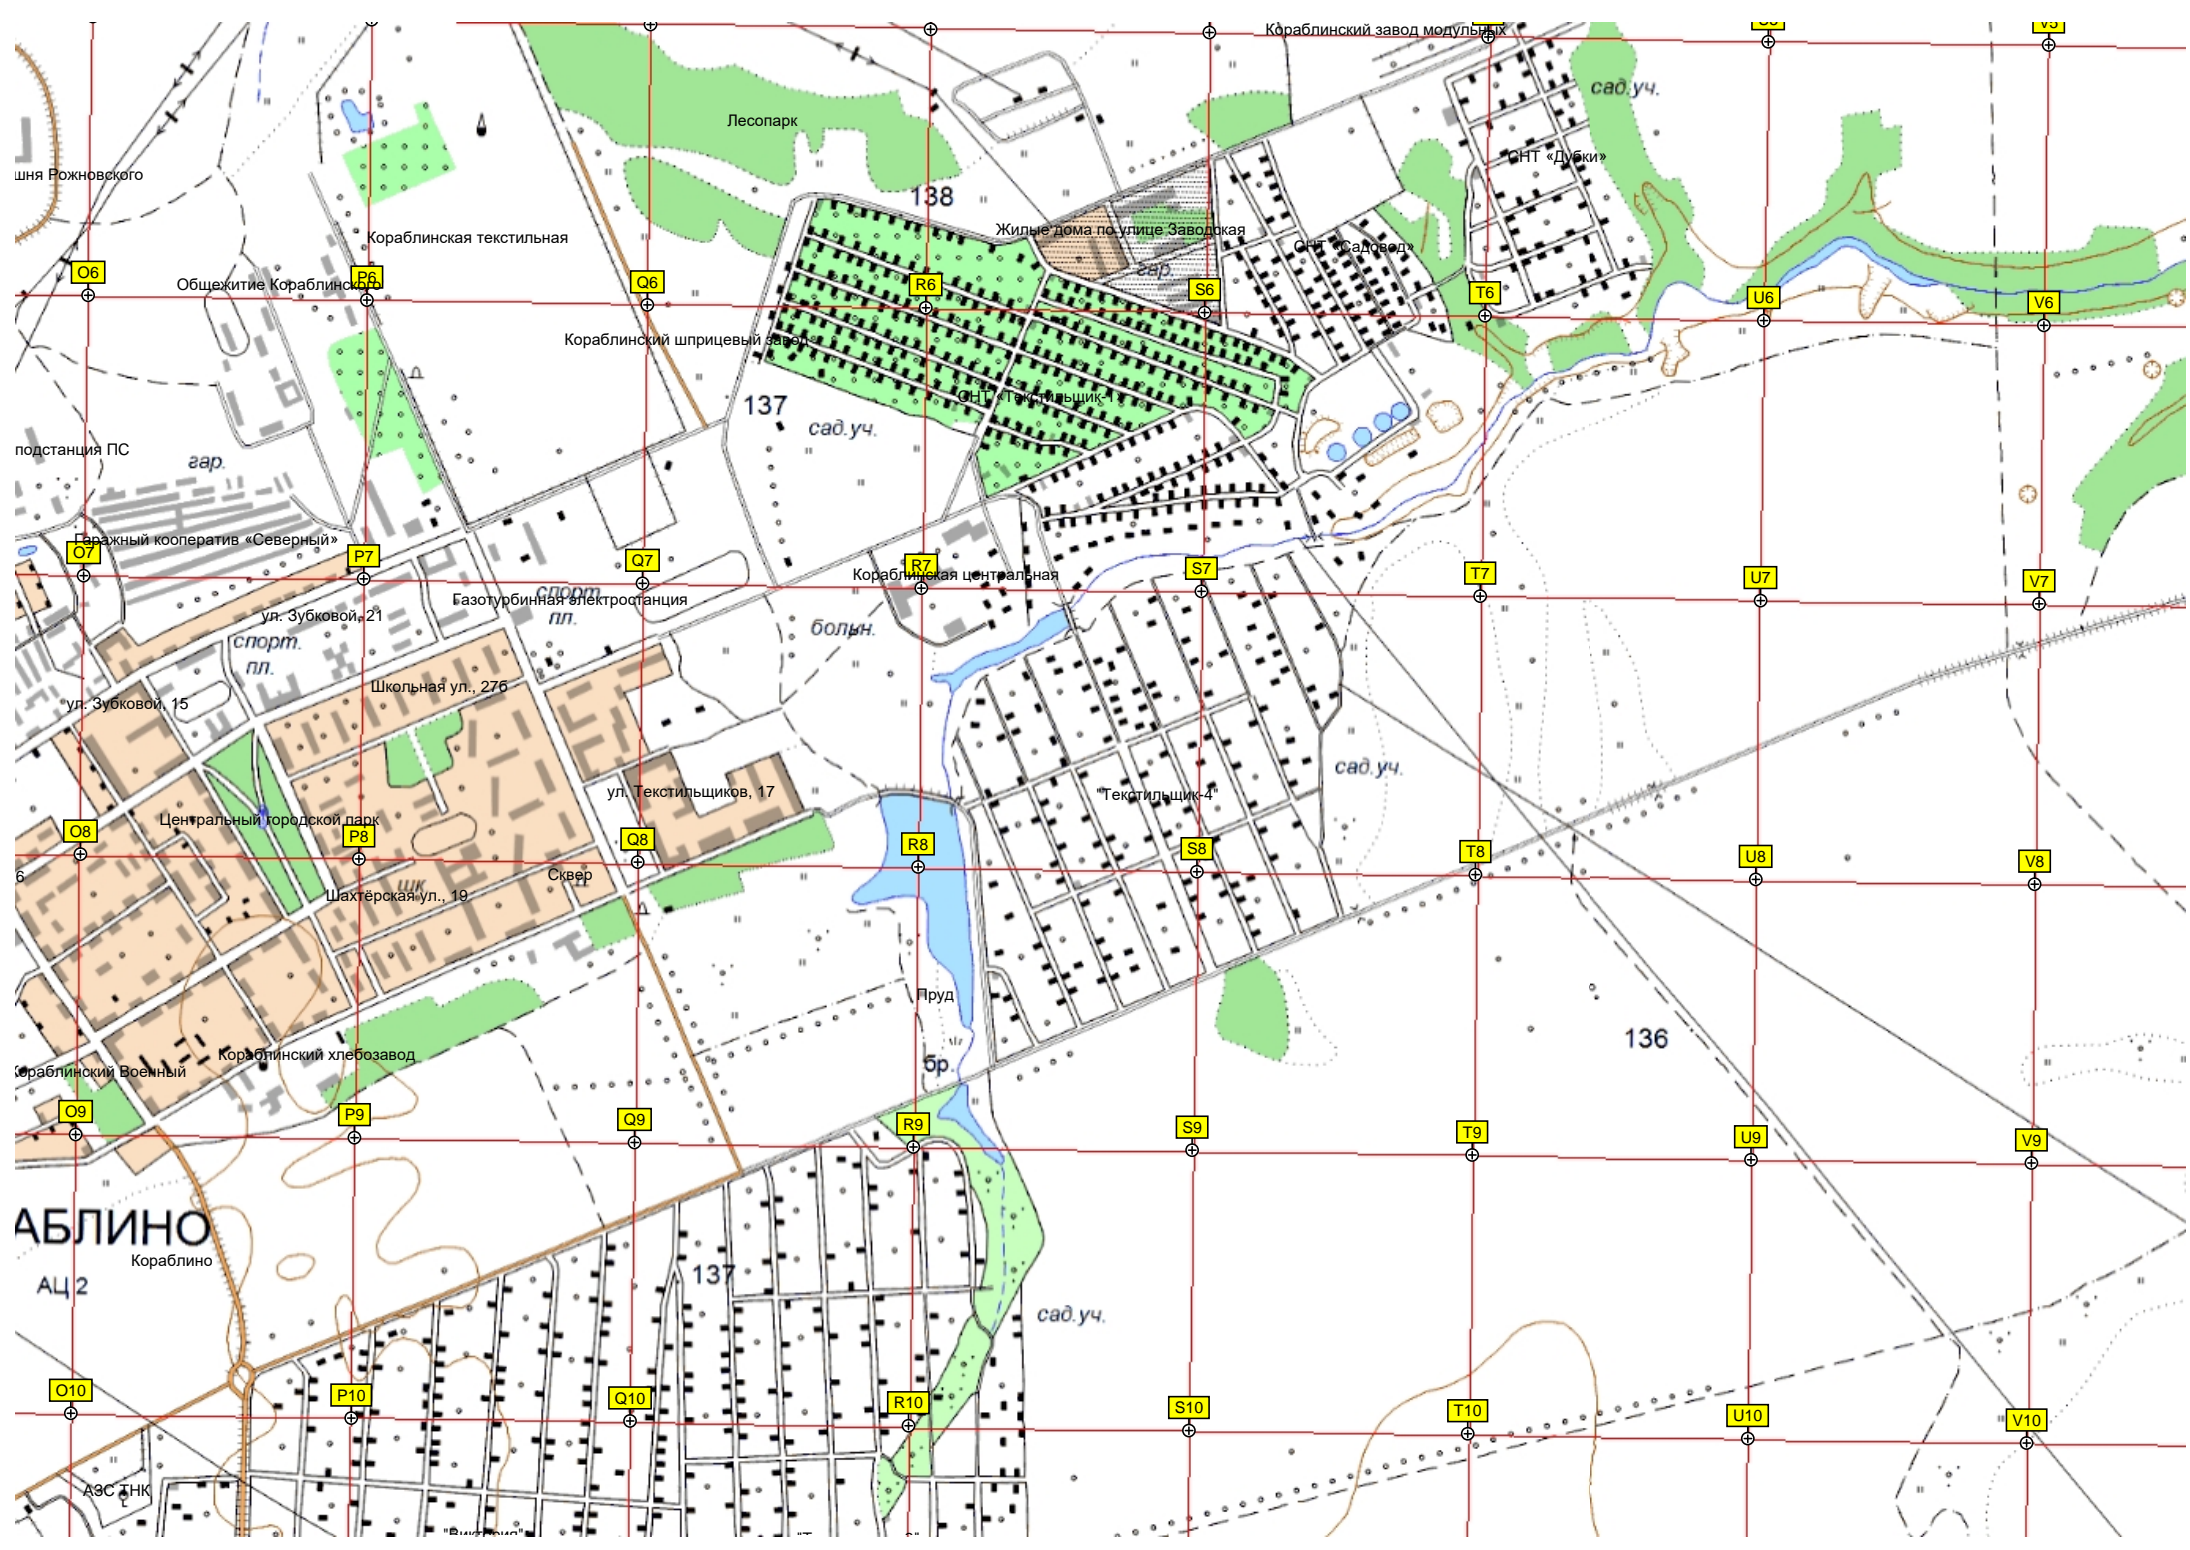 Кораблинский завод модульных
V5
сад.уч.
Лесопарк
СНТ «Дубки»
шня Рожновского
138
Кораблинская текстильная
Жилые дома по улице Заводская
СНТ «Садовод»
гар.
Общежитие Кораблинского
O6
P6
Q6
R6
S6
T6
U6
V6
Кораблинский шприцевый завод
137
СНТ «Текстильщик-1»
сад.уч.
подстанция ПС
гар.
Гаражный кооператив «Северный»
O7
P7
Q7
R7
S7
T7
U7
V7
Кораблинская центральная
спорт.
пл.
Газотурбинная электростанция
ул. Зубковой, 21
больн.
спорт.
пл.
Школьная ул., 27б
ул. Зубковой, 15
сад.уч.
ул. Текстильщиков, 17
"Текстильщик-4"
Центральный городской парк
O8
P8
Q8
R8
S8
T8
U8
V8
6
Сквер
шк
Шахтёрская ул., 19
Пруд
136
Кораблинский хлебозавод
бр.
Кораблинский Военный
O9
P9
Q9
R9
S9
T9
U9
V9
АБЛИНО
Кораблино
137
АЦ 2
сад.уч.
O10
P10
Q10
R10
S10
T10
U10
V10
АЗС ТНК
"Виктория"